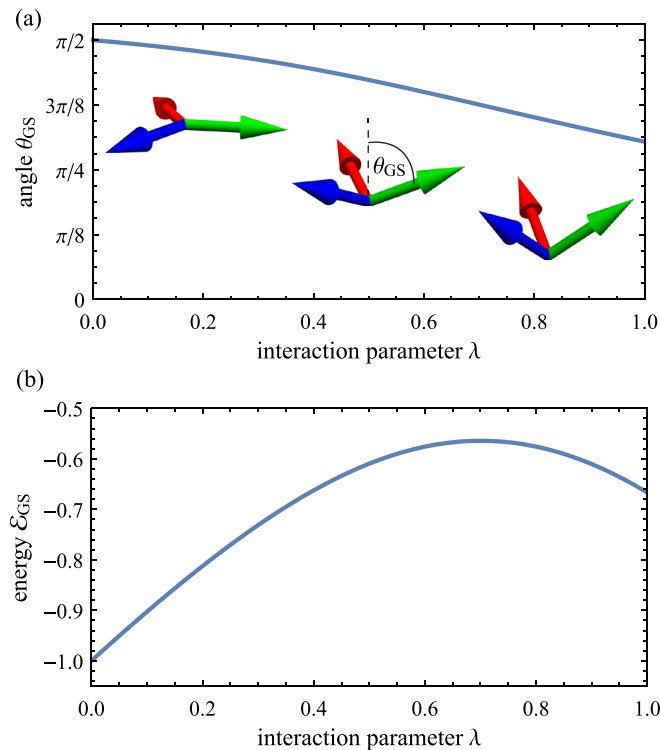 (a)
π/2
3π/8
π/4
π/8
0
angle θGS
θGS
0.0 0.2 0.4 0.6 0.8 1.0
interaction parameter λ
(b)
−0.5
−0.6
−0.7
−0.8
−0.9
−1.0
energy ℰGS
0.0 0.2 0.4 0.6 0.8 1.0
interaction parameter λ